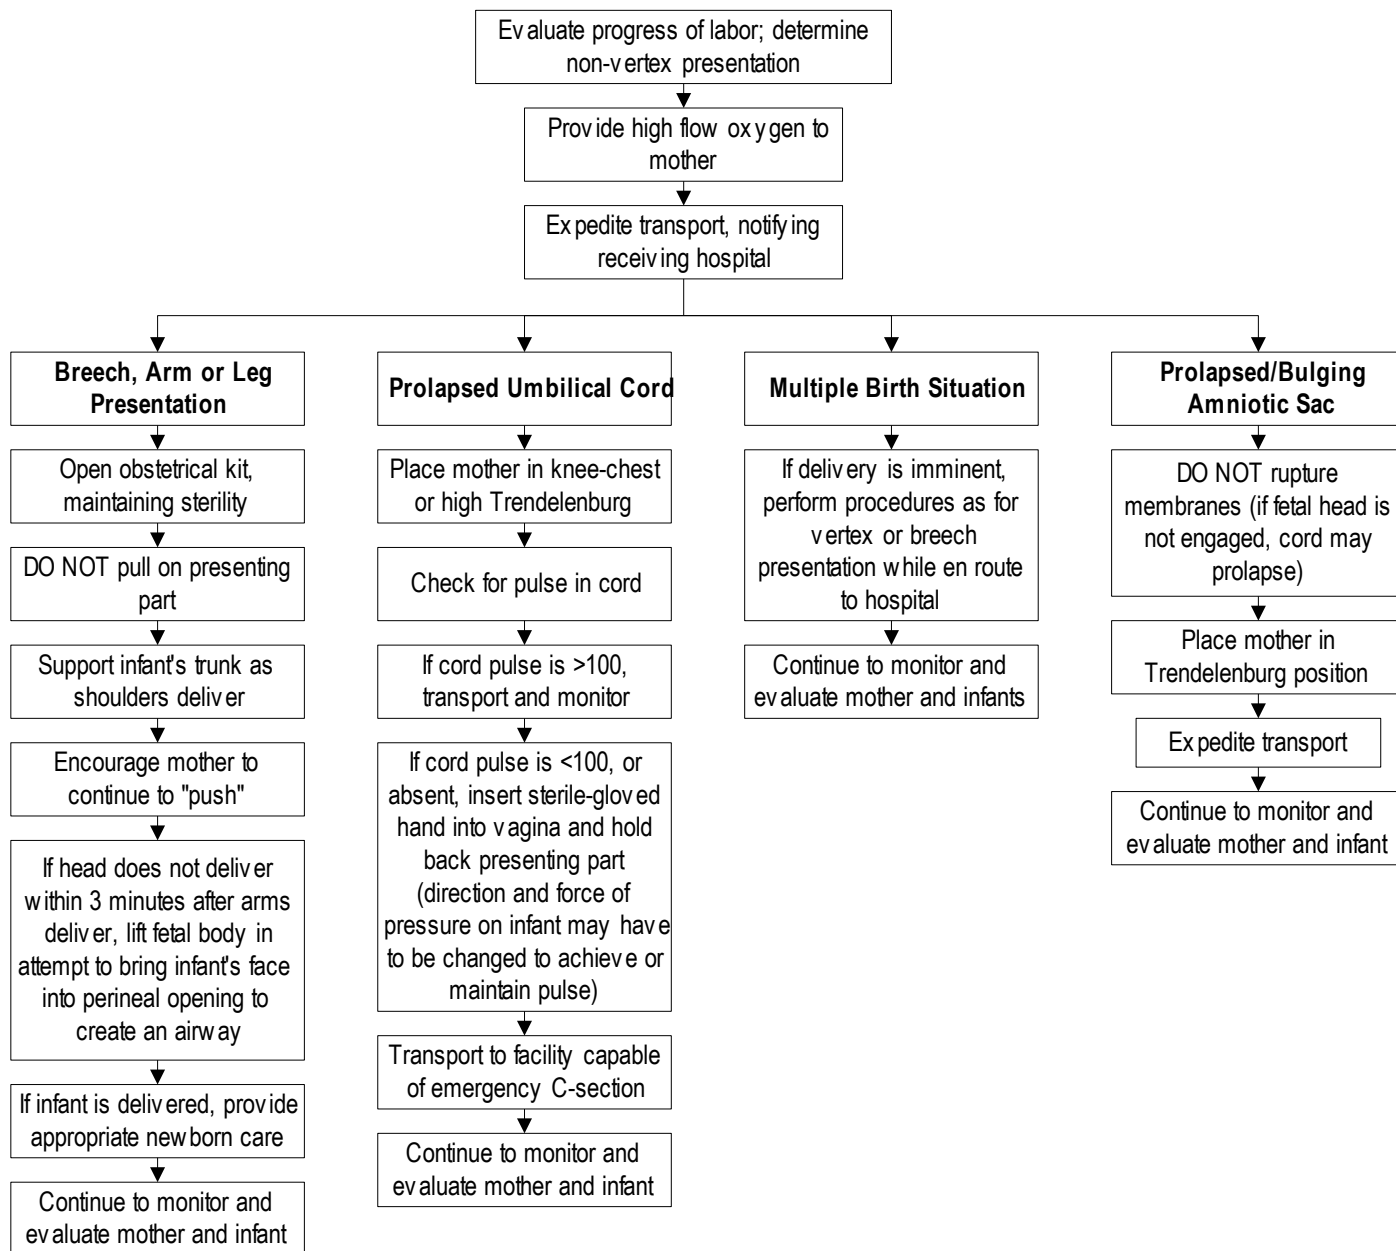 Evaluate progress of labor; determine
non-vertex presentation
Provide high flow oxygen to
mother
Expedite transport, notifying
receiving hospital
Breech, Arm or Leg
Presentation
Open obstetrical kit,
maintaining sterility
DO NOT pull on presenting
part
Support infant's trunk as
shoulders deliver
Encourage mother to
continue to "push"
If head does not deliver
within 3 minutes after arms
deliver, lift fetal body in
attempt to bring infant's face
into perineal opening to
create an airway
If infant is delivered, provide
appropriate newborn care
Continue to monitor and
evaluate mother and infant
Prolapsed Umbilical Cord
Place mother in knee-chest
or high Trendelenburg
Check for pulse in cord
If cord pulse is >100,
transport and monitor
If cord pulse is <100, or
absent, insert sterile-gloved
hand into vagina and hold
back presenting part
(direction and force of
pressure on infant may have
to be changed to achieve or
maintain pulse)
Transport to facility capable
of emergency C-section
Continue to monitor and
evaluate mother and infant
Multiple Birth Situation
If delivery is imminent,
perform procedures as for
vertex or breech
presentation while en route
to hospital
Continue to monitor and
evaluate mother and infants
Prolapsed/Bulging
Amniotic Sac
DO NOT rupture
membranes (if fetal head is
not engaged, cord may
prolapse)
Place mother in
Trendelenburg position
Expedite transport
Continue to monitor and
evaluate mother and infant